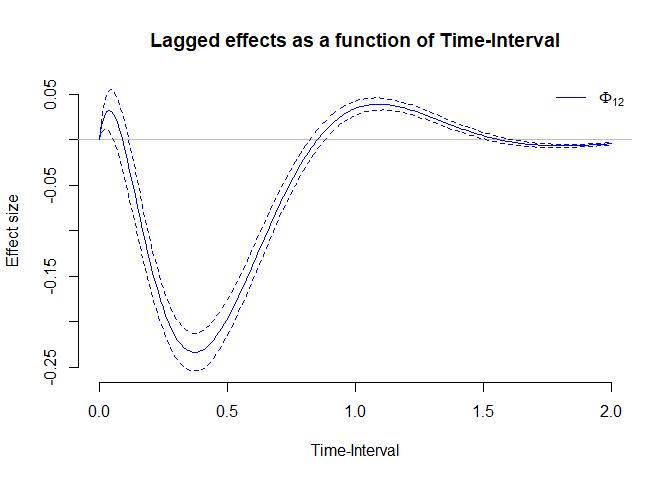 Lagged effects as a function of Time-Interval
Φ12
Effect size
0.05
-0.05
-0.15
-0.25
0.0 0.5 1.0 1.5 2.0
Time-Interval